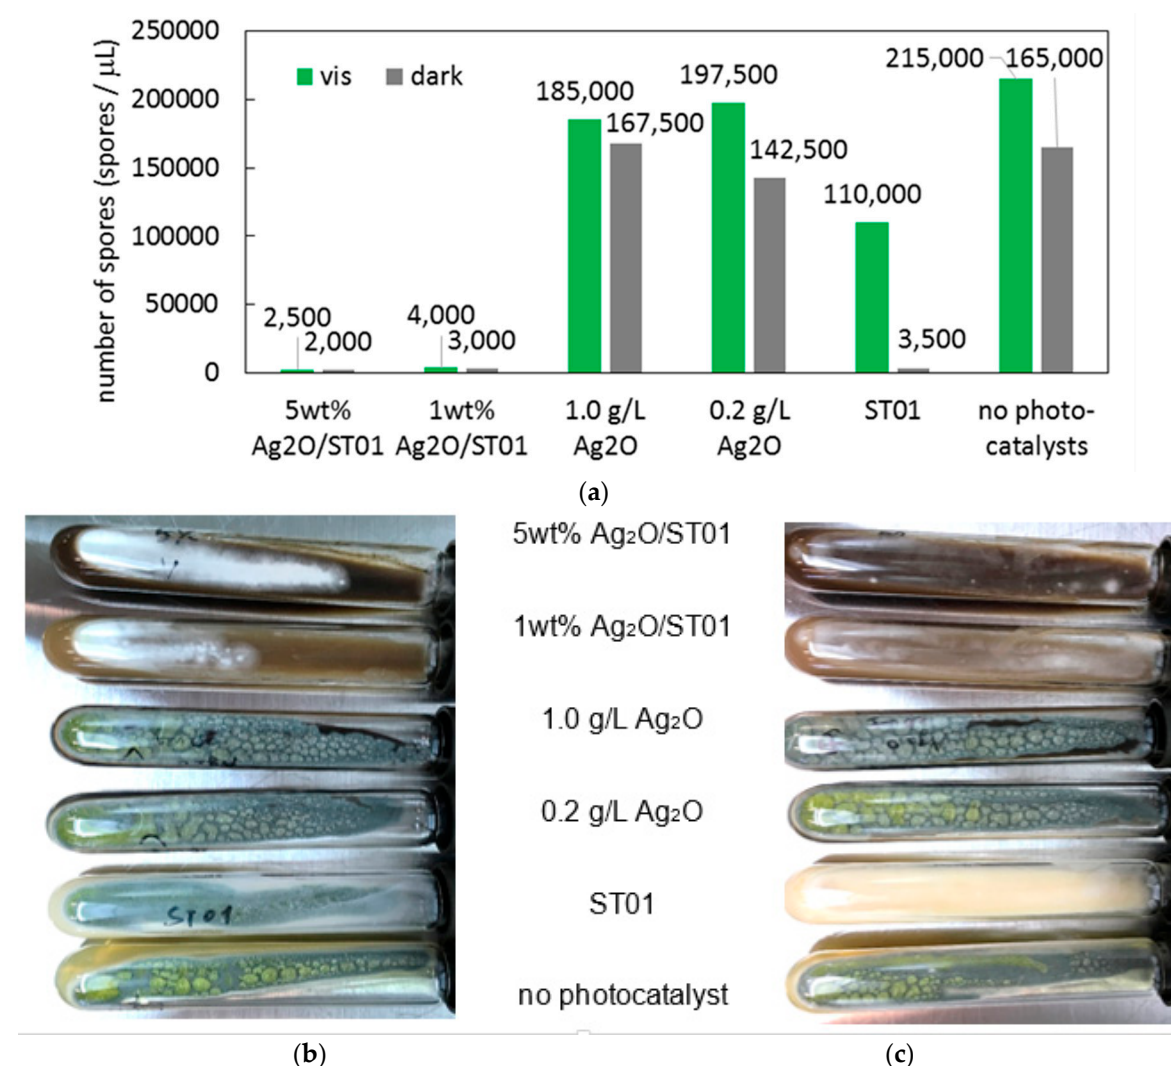 250000
200000
150000
100000
50000
0
number of spores (spores / μL)
vis dark
2,500
2,000
4,000
3,000
185,000
167,500
197,500
142,500
110,000
3,500
215,000
165,000
5wt%
Ag2O/ST01
1wt%
Ag2O/ST01
1.0 g/L
Ag2O
0.2 g/L
Ag2O
ST01
no photo-
catalysts
(a)
5wt% Ag₂O/ST01
1wt% Ag₂O/ST01
1.0 g/L Ag₂O
0.2 g/L Ag₂O
ST01
no photocatalyst
ST01
(b)
(c)